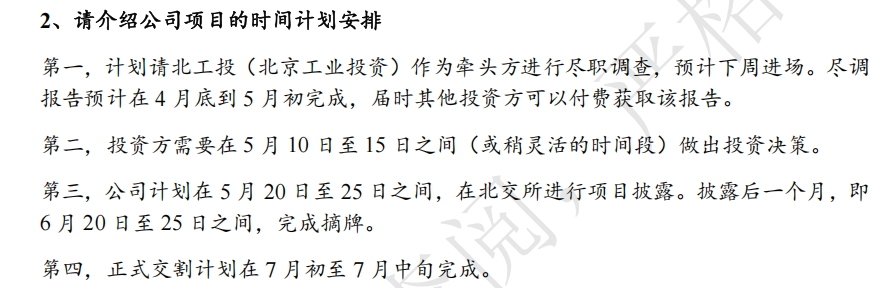 2、请介绍公司项目的时间计划安排
第一，计划请北工投（北京工业投资）作为牵头方进行尽职调查，预计下周进场。尽调
报告预计在 4 月底到 5 月初完成，届时其他投资方可以付费获取该报告。
第二，投资方需要在 5 月 10 日至 15 日之间（或稍灵活的时间段）做出投资决策。
第三，公司计划在 5 月 20 日至 25 日之间，在北交所进行项目披露。披露后一个月，即
6 月 20 日至 25 日之间，完成摘牌。
第四，正式交割计划在 7 月初至 7 月中旬完成。
阅，严格